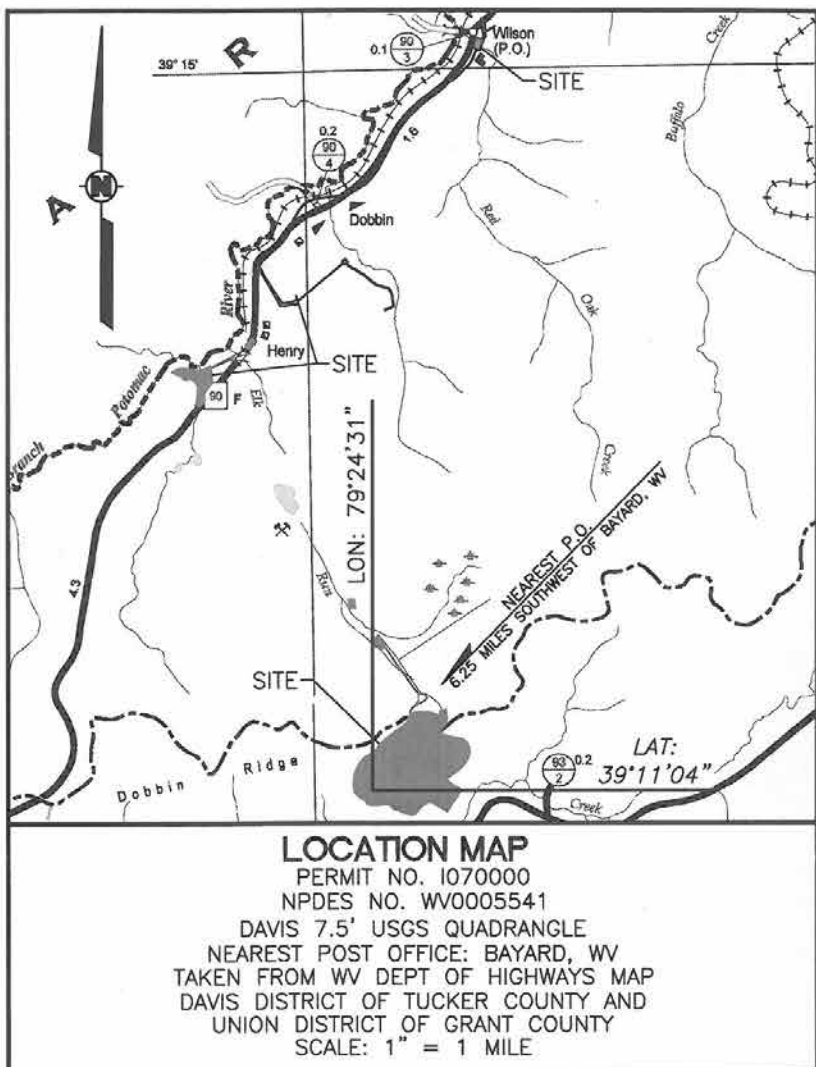 R
A
N
39° 15'
0.1
90
3
Wilson
(P.O.)
F
SITE
Creek
Buffalo
0.2
90
4
1.6
Dobbin
Red
Oak
Creek
River
Henry
SITE
90
F
Elk
Potomac
Branch
4.3
Run
LON: 79°24'31"
NEAREST P.O.
6.25 MILES SOUTHWEST OF BAYARD, WV
SITE
Dobbin Ridge
93
2
0.2
LAT:
39°11'04"
Creek
LOCATION MAP
PERMIT NO. I070000
NPDES NO. WV0005541
DAVIS 7.5' USGS QUADRANGLE
NEAREST POST OFFICE: BAYARD, WV
TAKEN FROM WV DEPT OF HIGHWAYS MAP
DAVIS DISTRICT OF TUCKER COUNTY AND
UNION DISTRICT OF GRANT COUNTY
SCALE: 1" = 1 MILE